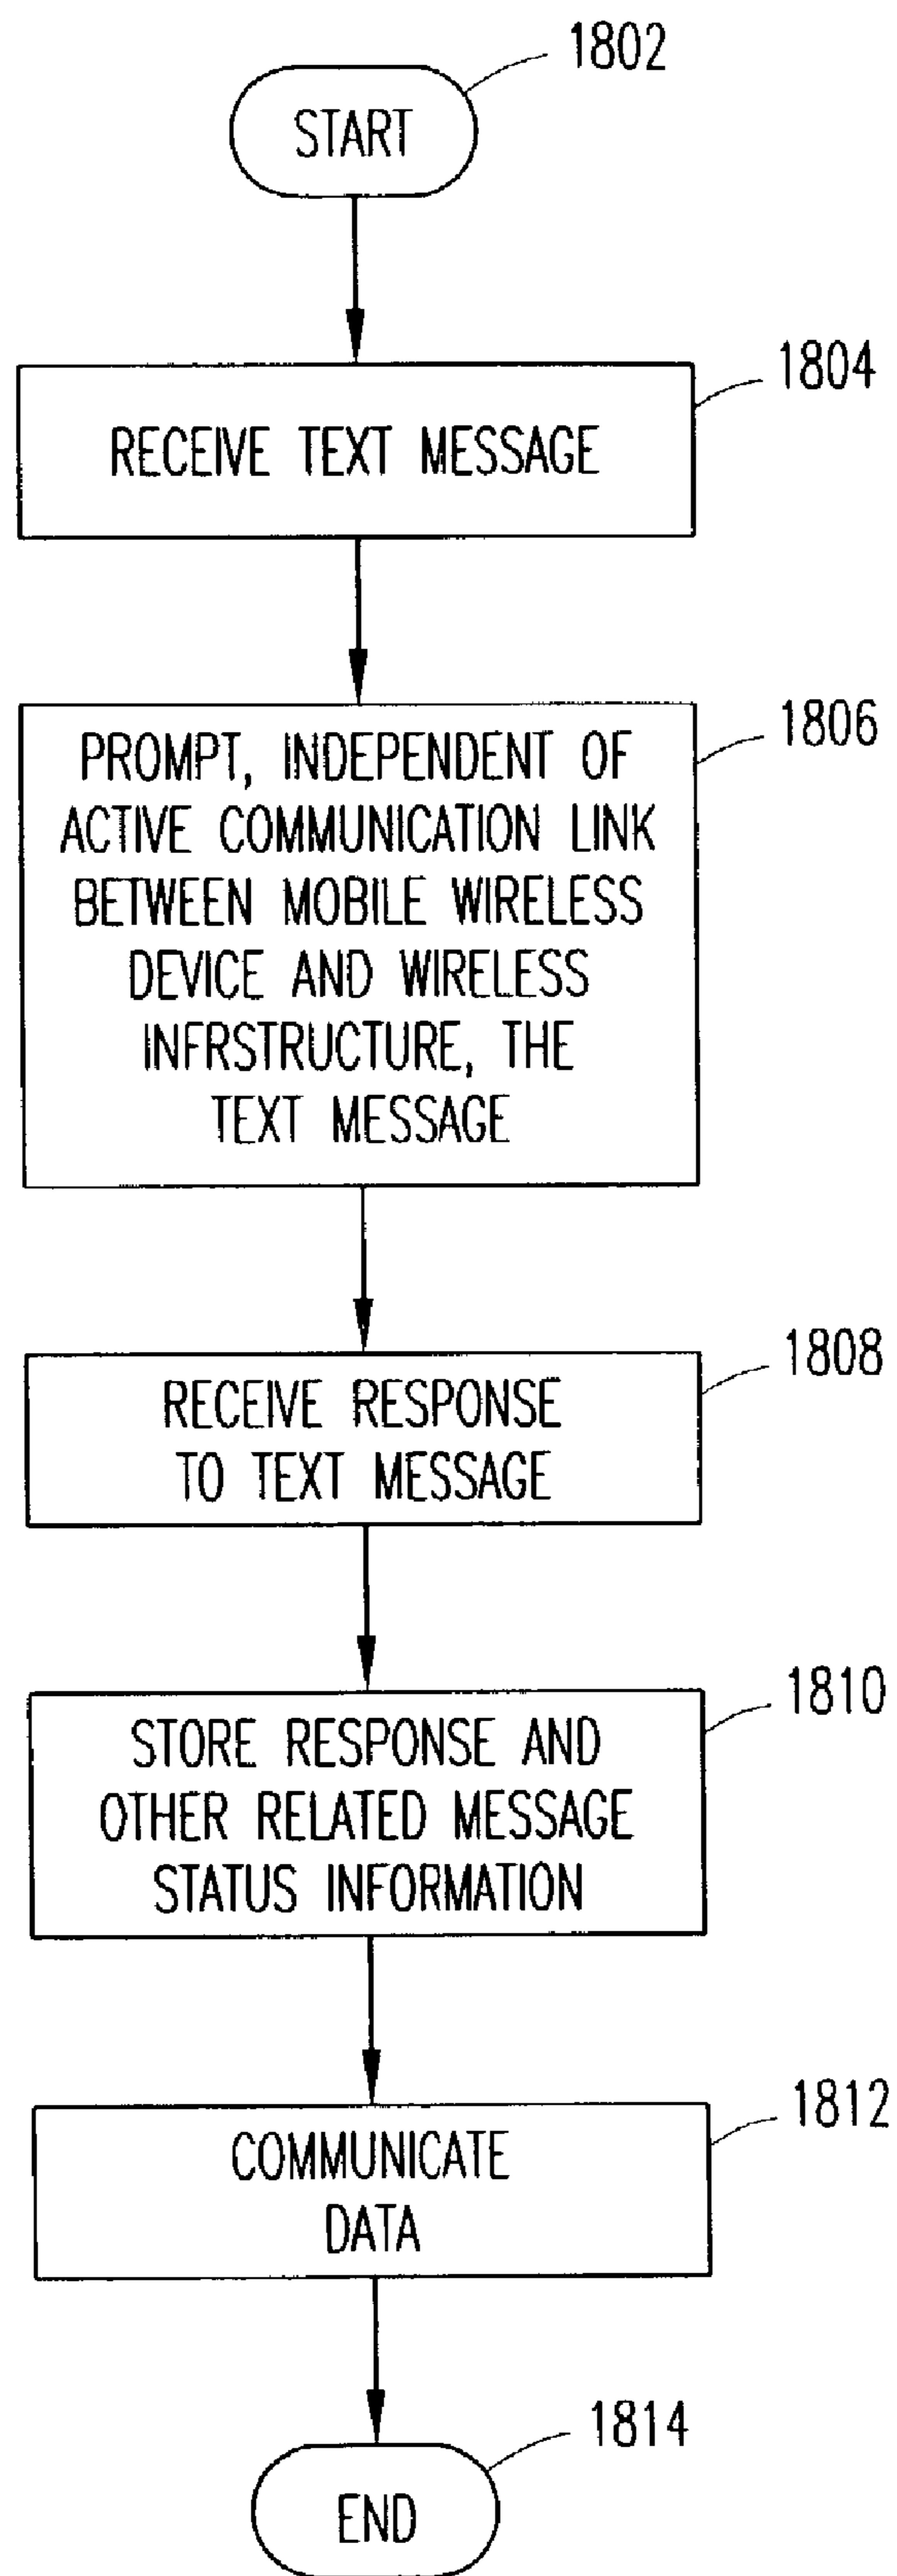 1802
START
1804
RECEIVE TEXT MESSAGE
1806
PROMPT, INDEPENDENT OF
ACTIVE COMMUNICATION LINK
BETWEEN MOBILE WIRELESS
DEVICE AND WIRELESS
INFRSTRUCTURE, THE
TEXT MESSAGE
1808
RECEIVE RESPONSE
TO TEXT MESSAGE
1810
STORE RESPONSE AND
OTHER RELATED MESSAGE
STATUS INFORMATION
1812
COMMUNICATE
DATA
1814
END